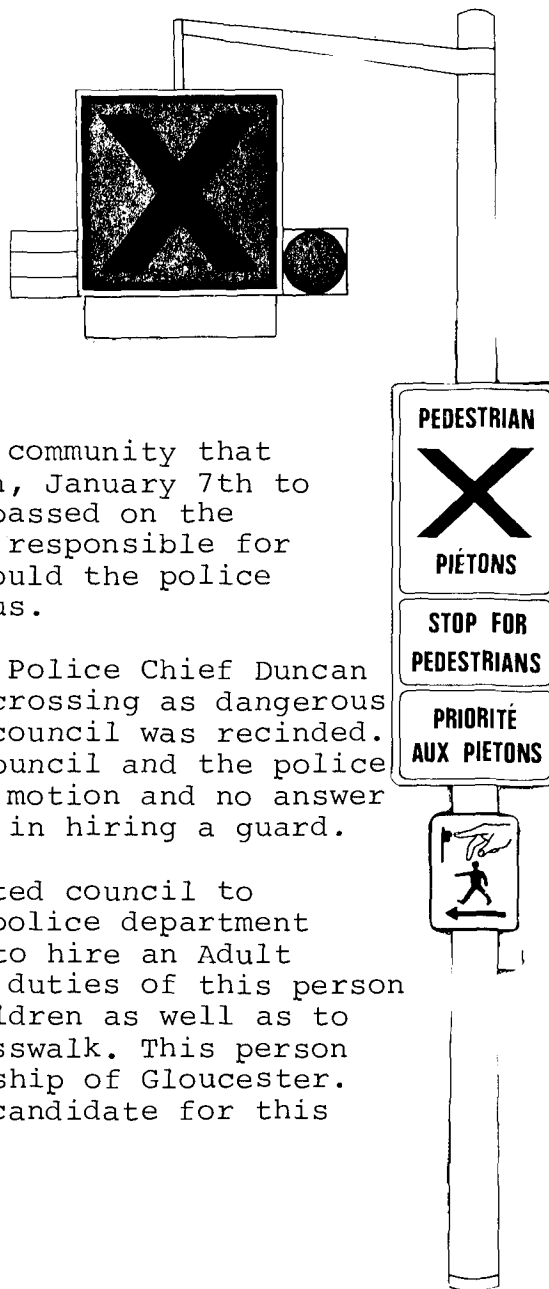 community that
, January 7th to
passed on the
responsible for
ould the police
us.
Police Chief Duncan
crossing as dangerous
council was recinded.
ouncil and the police
motion and no answer
in hiring a guard.
ted council to
police department
to hire an Adult
duties of this person
ldren as well as to
sswalk. This person
ship of Gloucester.
candidate for this
PEDESTRIAN
X
PIÉTONS
STOP FOR
PEDESTRIANS
PRIORITÉ
AUX PIETONS